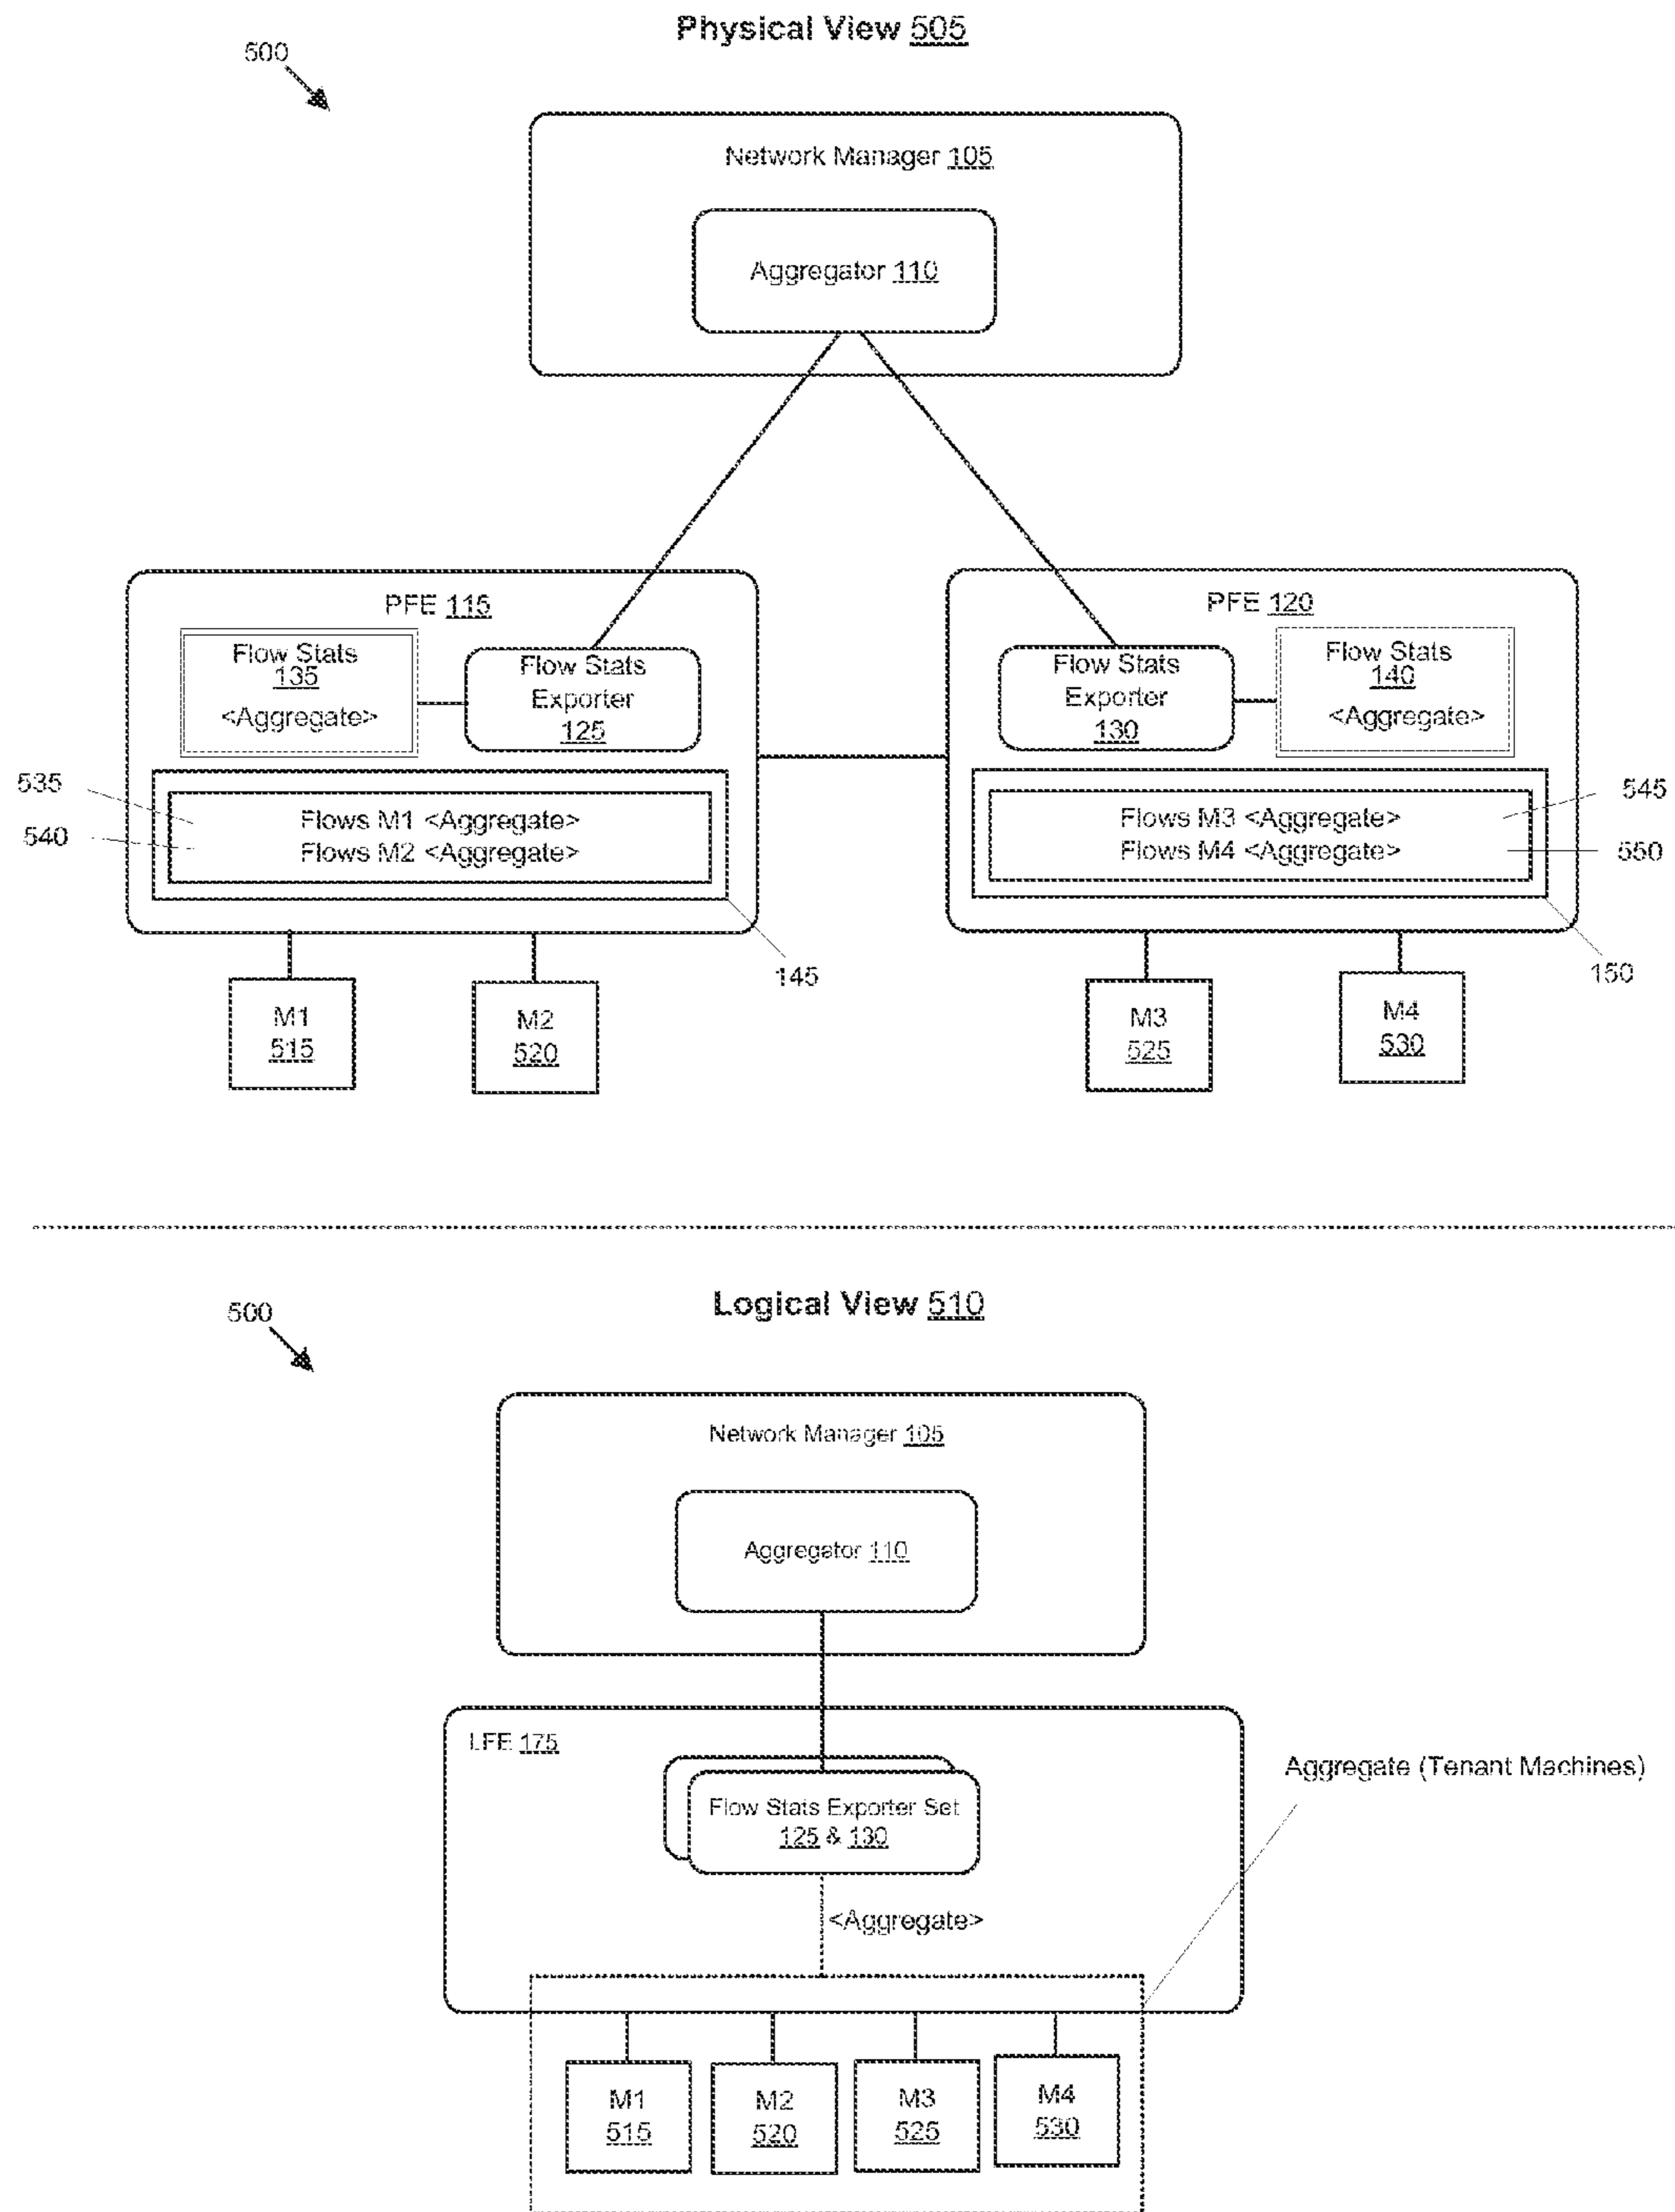 Physical View 505
500
Network Manager 105
Aggregator 110
PFE 115
Flow Stats
135
<Aggregate>
Flow Stats
Exporter
125
Flows M1 <Aggregate>
Flows M2 <Aggregate>
535
540
145
M1
515
M2
520
PFE 120
Flow Stats
Exporter
130
Flow Stats
140
<Aggregate>
Flows M3 <Aggregate>
Flows M4 <Aggregate>
545
550
150
M3
525
M4
530
Logical View 510
500
Network Manager 105
Aggregator 110
LFE 175
Flow Stats Exporter Set
125 & 130
<Aggregate>
Aggregate (Tenant Machines)
M1
515
M2
520
M3
525
M4
530